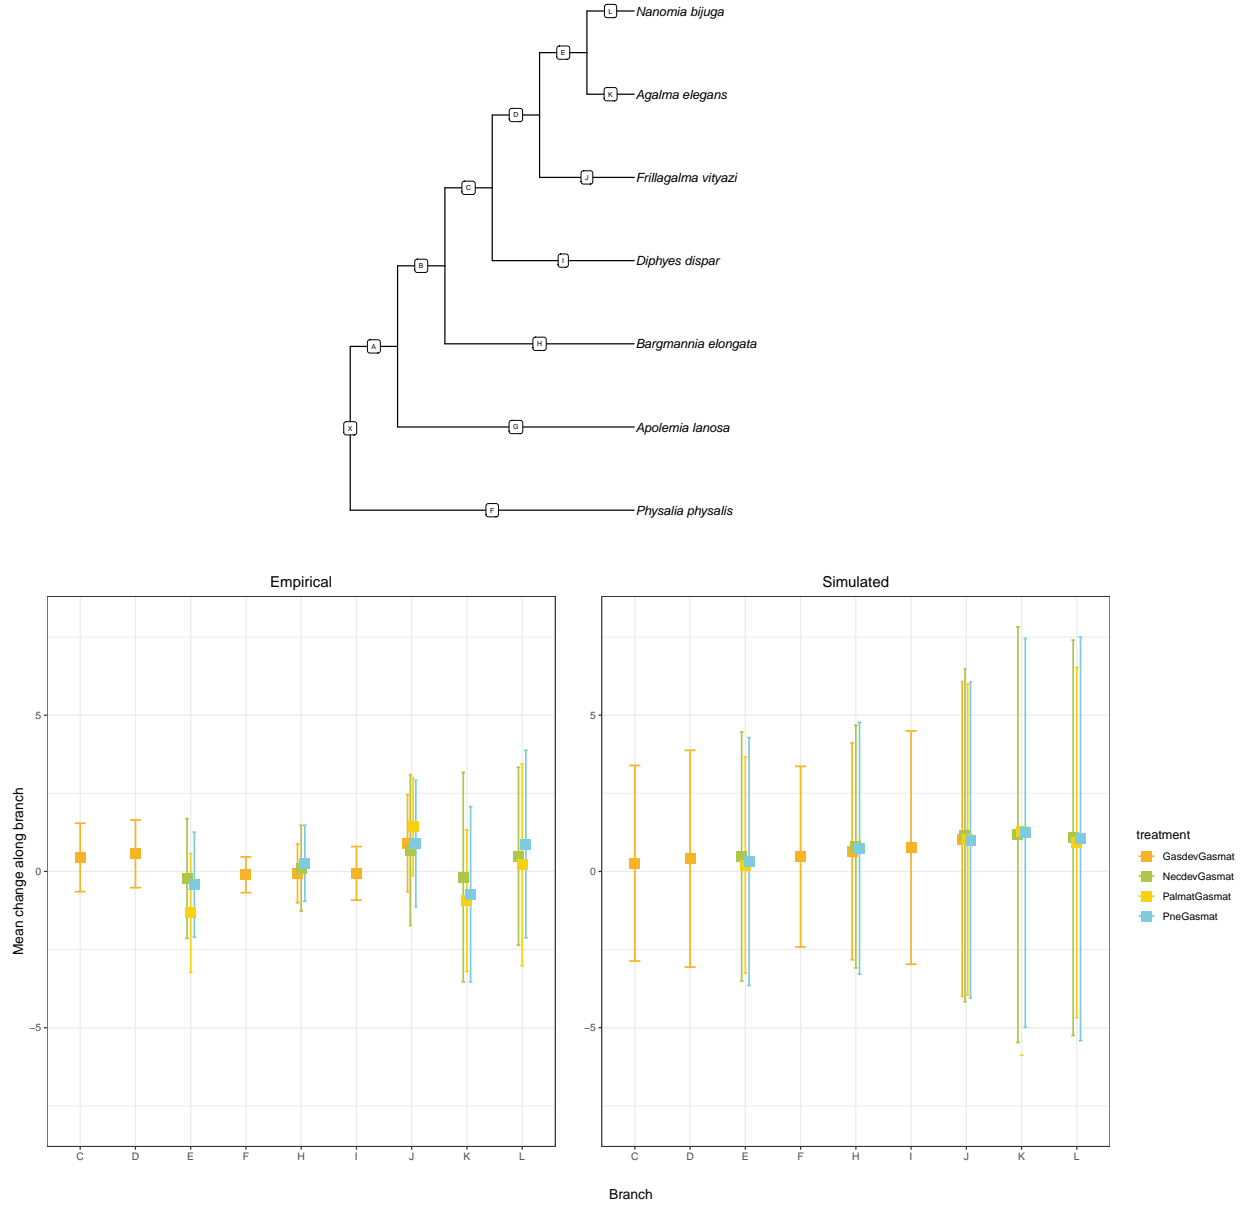 L
Nanomia bijuga
E
K
Agalma elegans
D
J
Frillagalma vityazi
C
I
Diphyes dispar
B
H
Bargmannia elongata
A
G
Apolemia lanosa
X
F
Physalia physalis
Empirical
Simulated
Mean change along branch
5
0
−5
5
0
−5
C D E F H I J K L
C D E F H I J K L
Branch
treatment
GasdevGasmat
NecdevGasmat
PalmatGasmat
PneGasmat